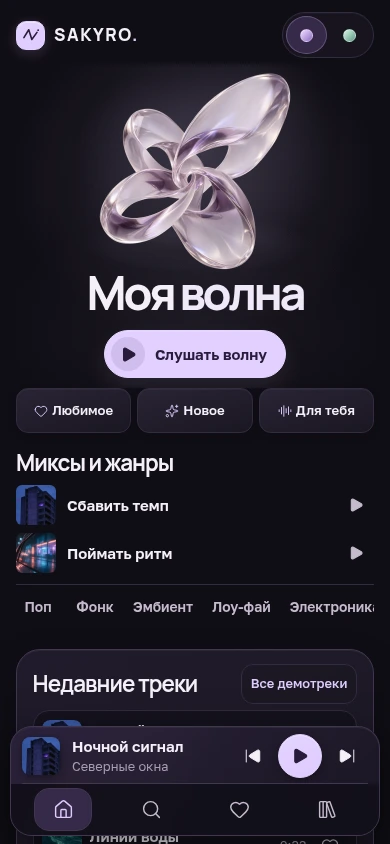 SAKYRO.
Моя волна
Слушать волну
Любимое
Новое
Для тебя
Миксы и жанры
Сбавить темп
Поймать ритм
Поп
Фонк
Эмбиент
Лоу-фай
Электроника
Недавние треки
Все демотреки
Ночной сигнал
Северные окна
Линии воды